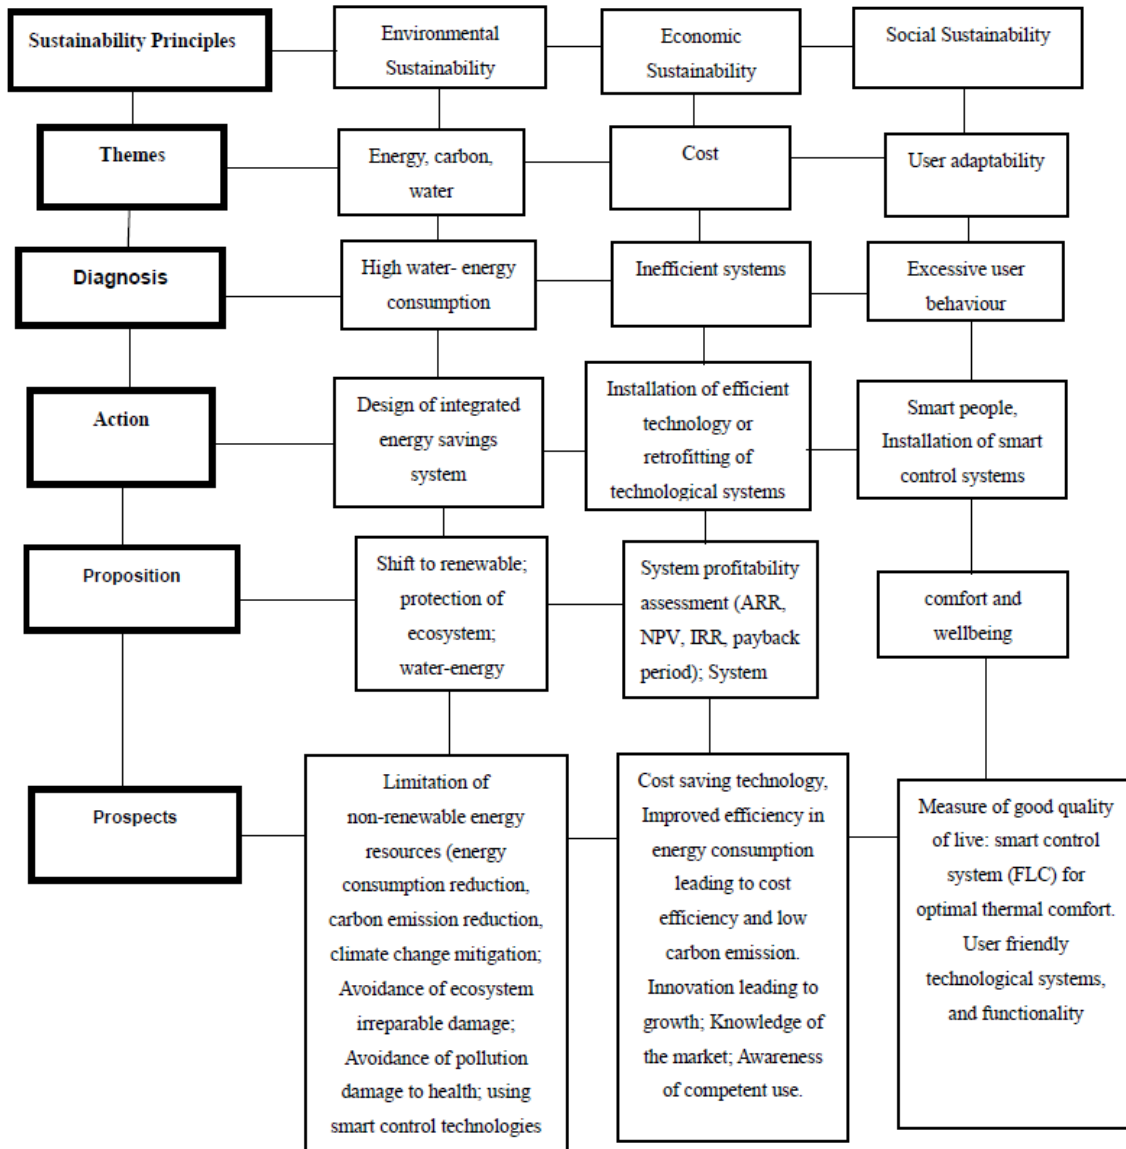 Sustainability Principles
Environmental
Sustainability
Economic
Sustainability
Social Sustainability
Themes
Energy, carbon,
water
Cost
User adaptability
Diagnosis
High water- energy
consumption
Inefficient systems
Excessive user
behaviour
Action
Design of integrated
energy savings
system
Installation of efficient
technology or
retrofitting of
technological systems
Smart people,
Installation of smart
control systems
Proposition
Shift to renewable;
protection of
ecosystem;
water-energy
System profitability
assessment (ARR,
NPV, IRR, payback
period); System
comfort and
wellbeing
Prospects
Limitation of
non-renewable energy
resources (energy
consumption reduction,
carbon emission reduction,
climate change mitigation;
Avoidance of ecosystem
irreparable damage;
Avoidance of pollution
damage to health; using
smart control technologies
Cost saving technology,
Improved efficiency in
energy consumption
leading to cost
efficiency and low
carbon emission.
Innovation leading to
growth; Knowledge of
the market; Awareness
of competent use.
Measure of good quality
of live: smart control
system (FLC) for
optimal thermal comfort.
User friendly
technological systems,
and functionality